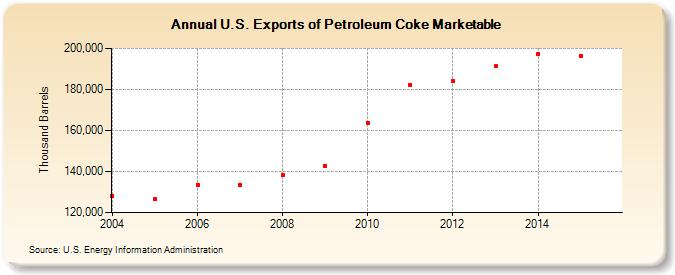 Annual U.S. Exports of Petroleum Coke Marketable
Thousand Barrels
200,000
180,000
160,000
140,000
120,000
2004 2006 2008 2010 2012 2014
Source: U.S. Energy Information Administration